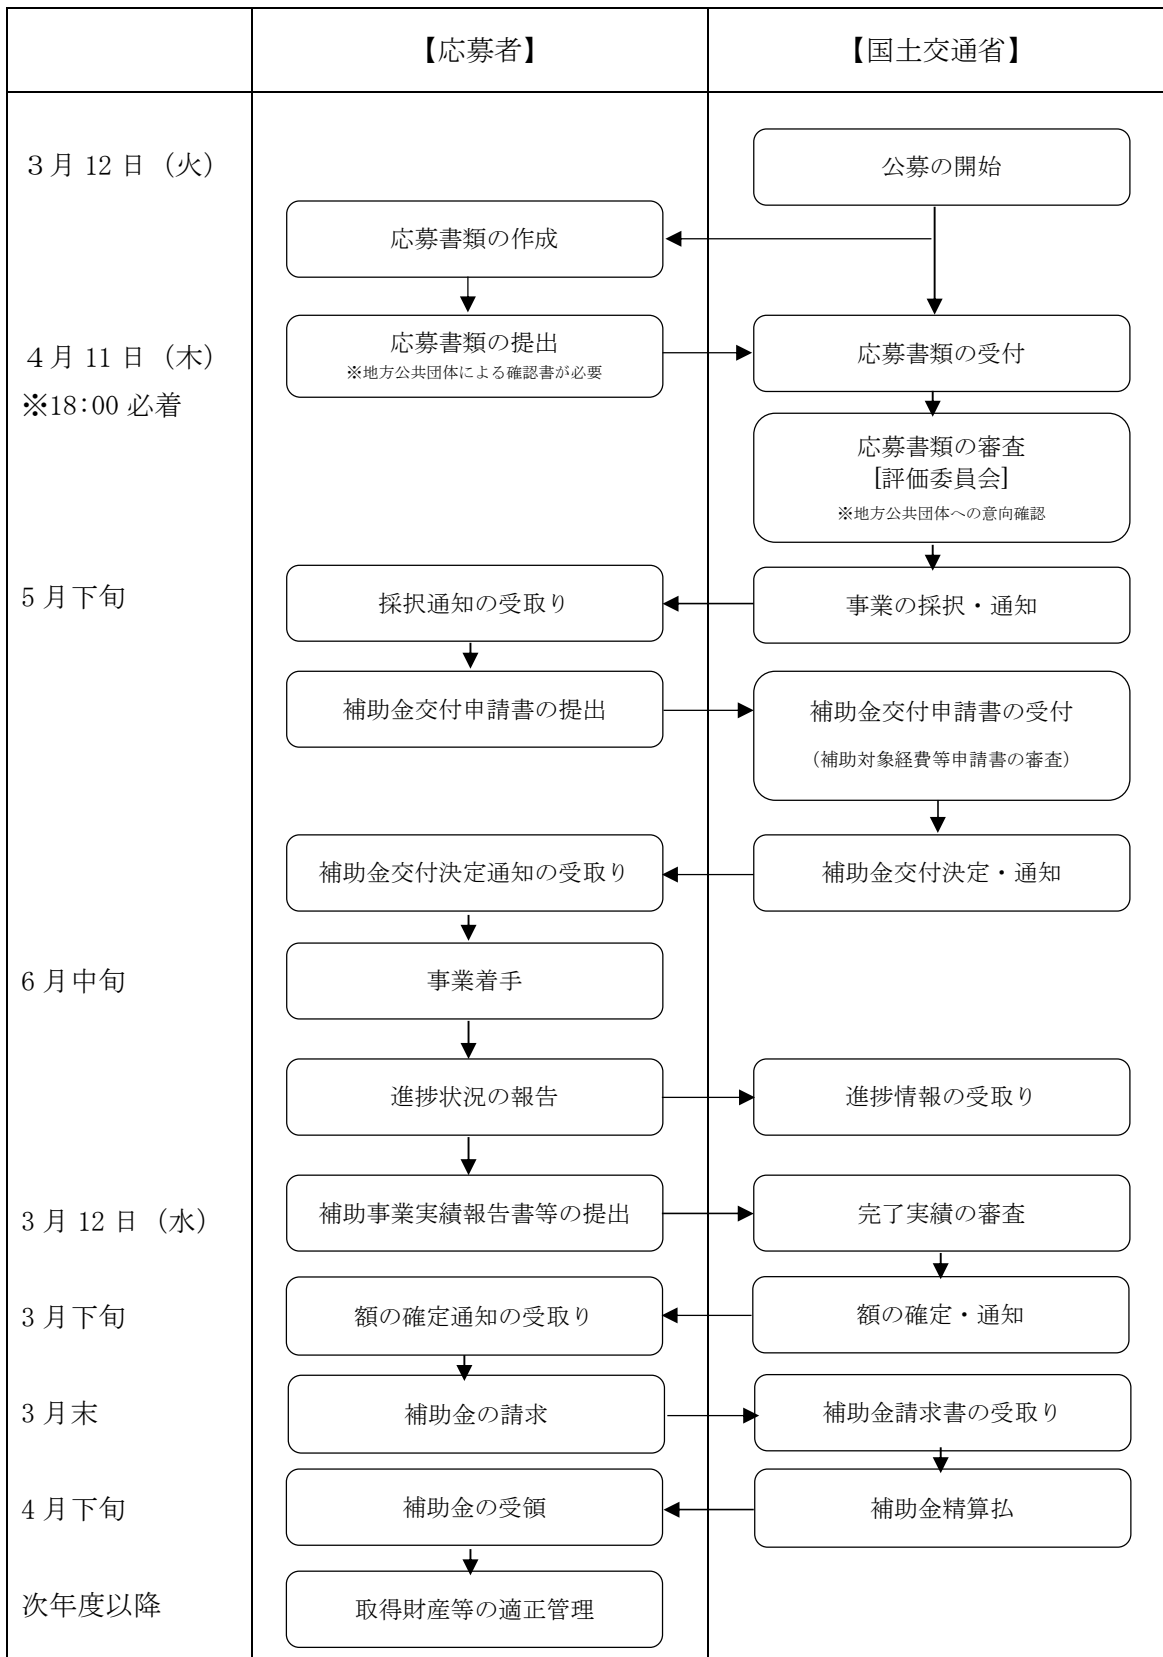 【応募者】
【国土交通省】
３月 12 日（火）
公募の開始
応募書類の作成
４月 11 日（木）
※18:00 必着
応募書類の提出
※地方公共団体による確認書が必要
応募書類の受付
応募書類の審査
[評価委員会]
※地方公共団体への意向確認
5 月下旬
採択通知の受取り
事業の採択・通知
補助金交付申請書の提出
補助金交付申請書の受付
（補助対象経費等申請書の審査）
補助金交付決定通知の受取り
補助金交付決定・通知
6 月中旬
事業着手
進捗状況の報告
進捗情報の受取り
3 月 12 日（水）
補助事業実績報告書等の提出
完了実績の審査
3 月下旬
額の確定通知の受取り
額の確定・通知
3 月末
補助金の請求
補助金請求書の受取り
4 月下旬
補助金の受領
補助金精算払
次年度以降
取得財産等の適正管理